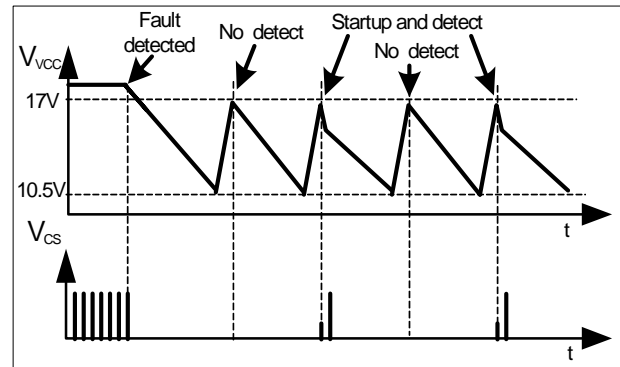 Fault
detected
No detect
Startup and detect
No detect
VVCC
17V
10.5V
t
VCS
t